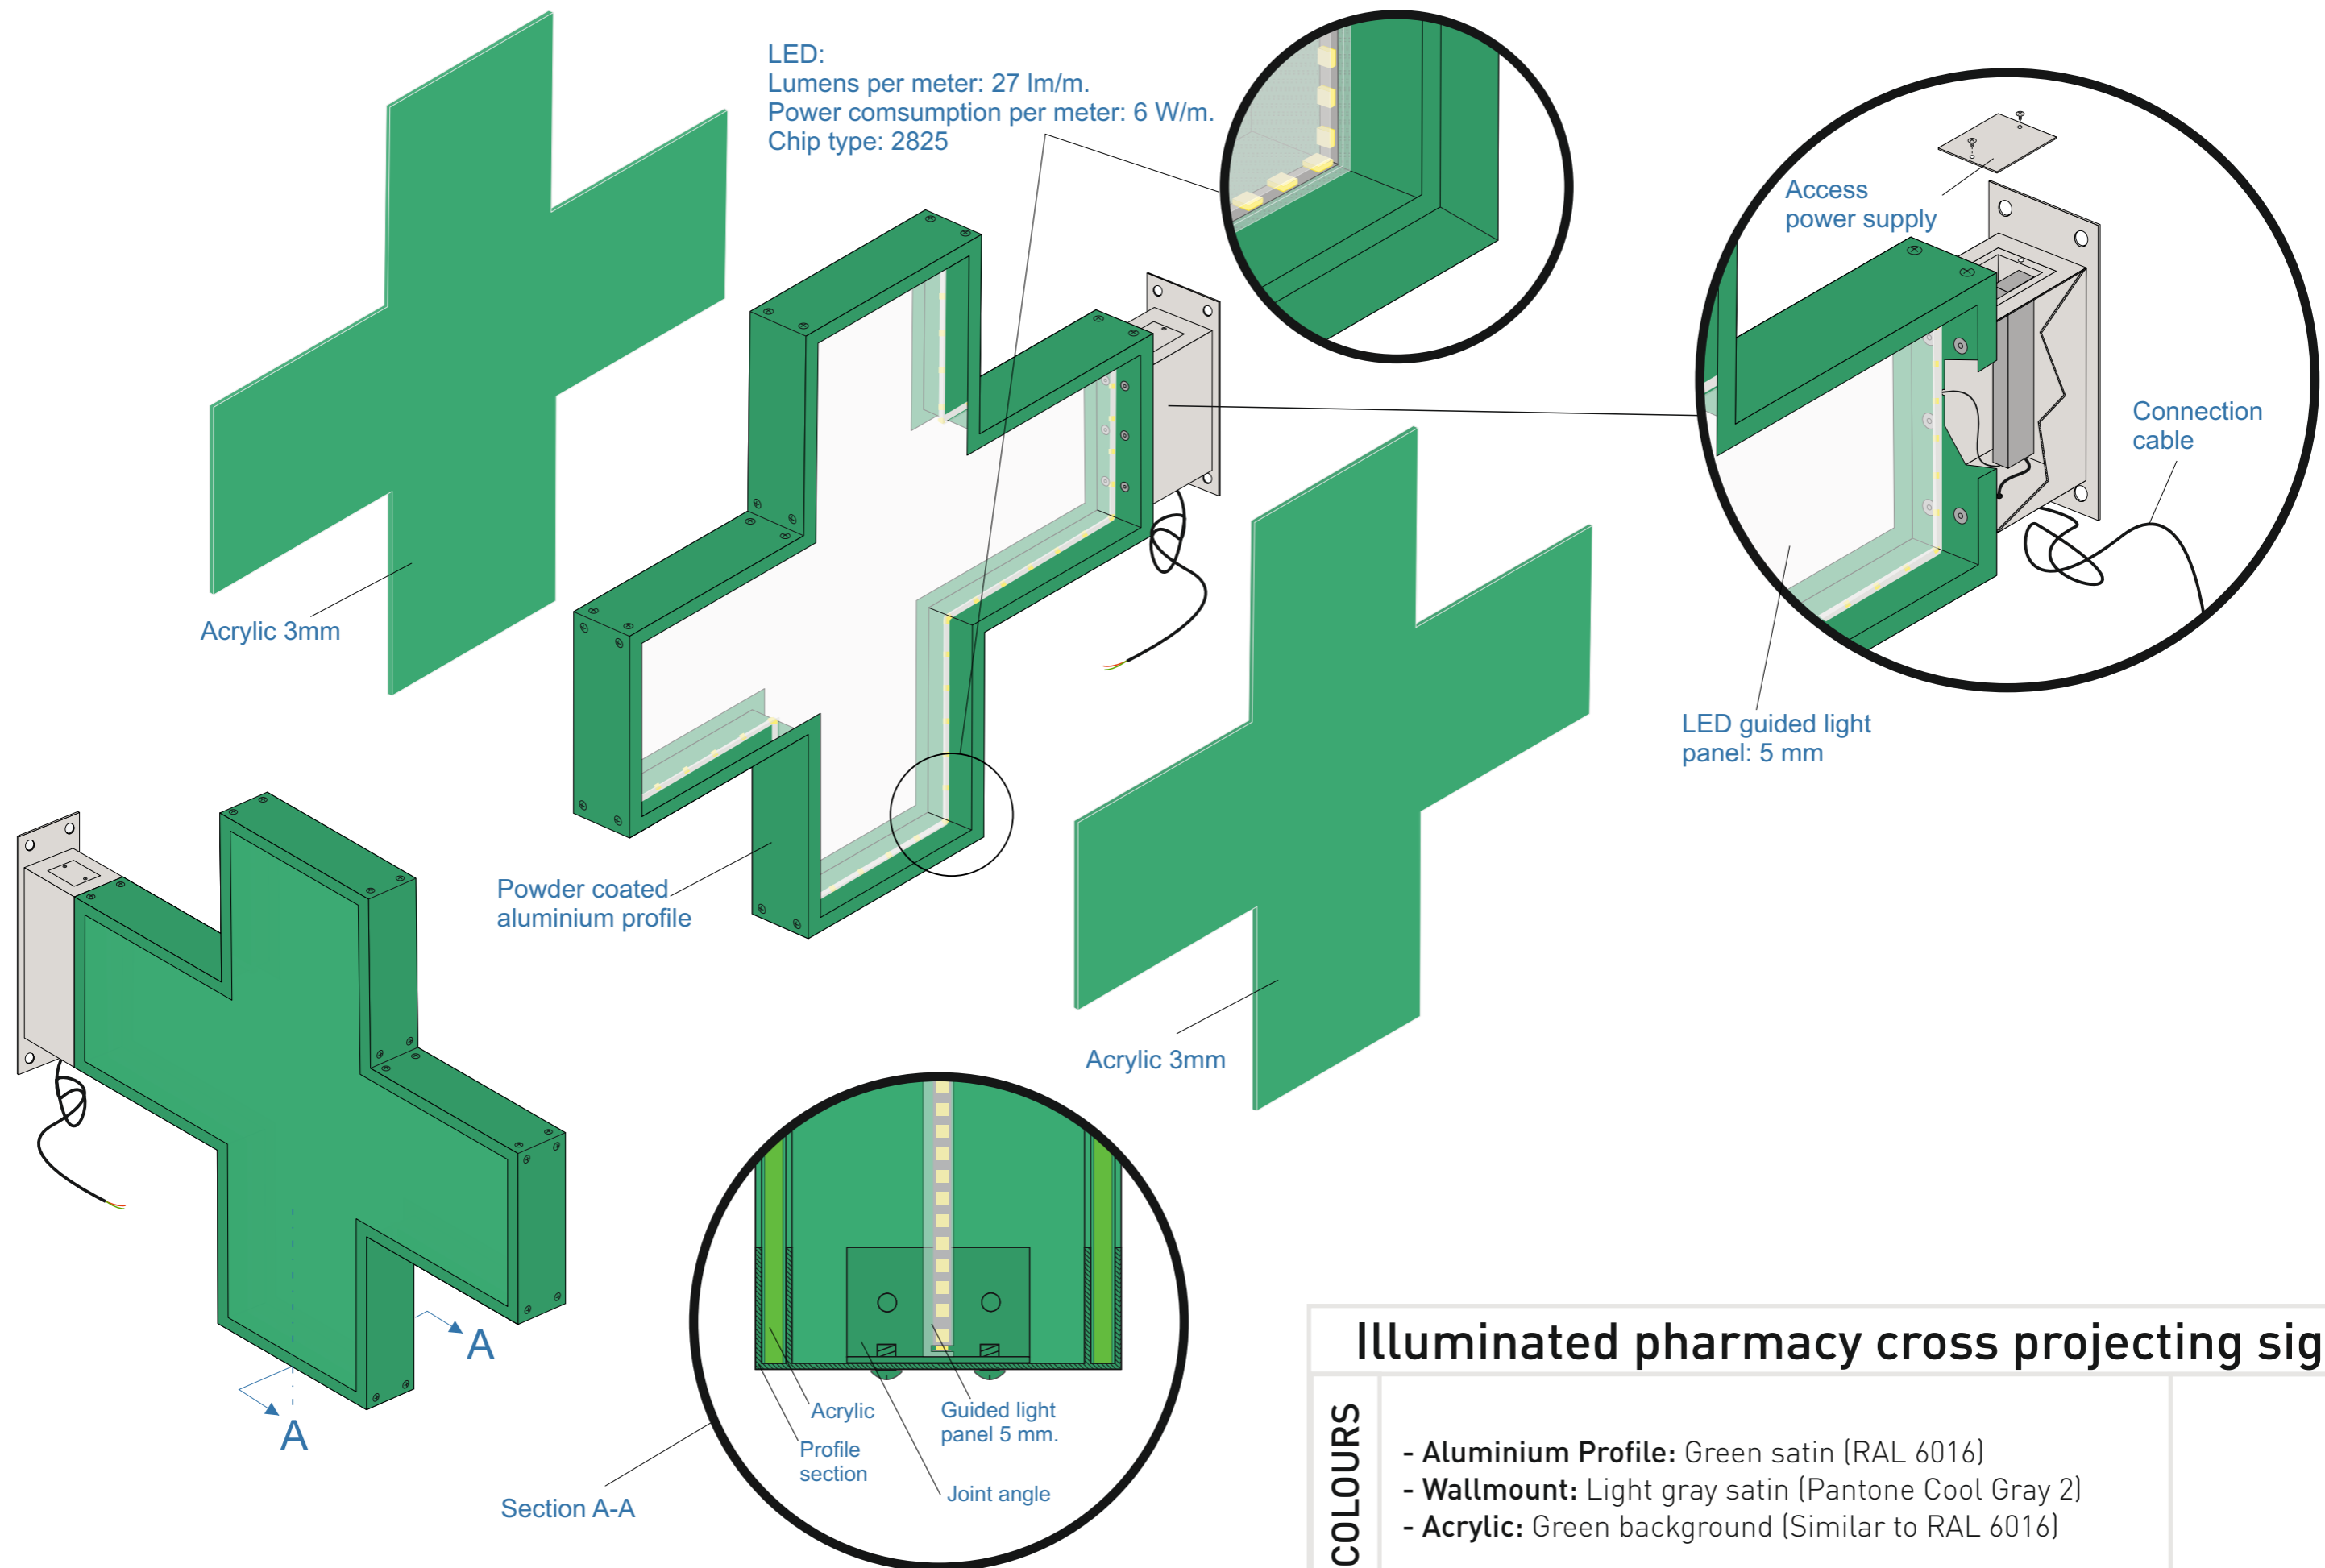 LED:
Lumens per meter: 27 lm/m.
Power comsumption per meter: 6 W/m.
Chip type: 2825
Access
power supply
Connection
cable
Acrylic 3mm
LED guided light
panel: 5 mm
Powder coated
aluminium profile
Acrylic 3mm
A
A
Acrylic
Profile
section
Guided light
panel 5 mm.
Joint angle
Section A-A
Illuminated pharmacy cross projecting sig
COLOURS
- Aluminium Profile: Green satin (RAL 6016)
- Wallmount: Light gray satin (Pantone Cool Gray 2)
- Acrylic: Green background (Similar to RAL 6016)